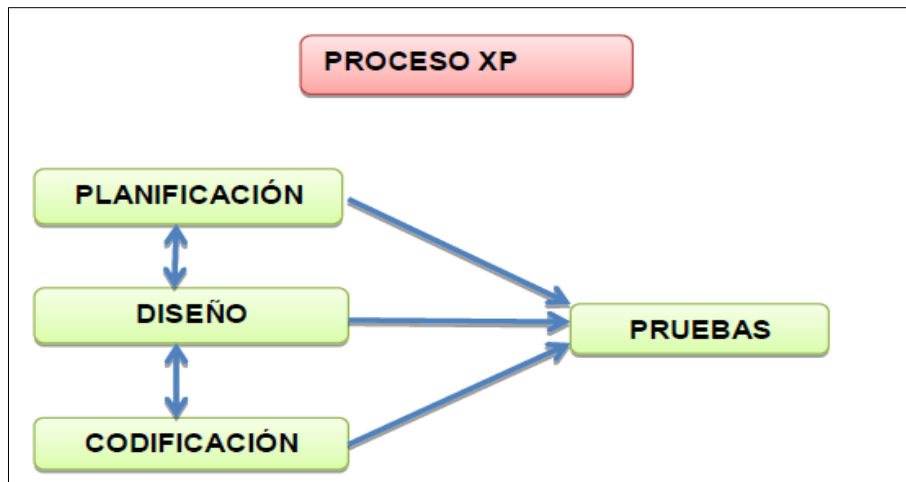 PROCESO XP
PLANIFICACIÓN
DISEÑO
PRUEBAS
CODIFICACIÓN